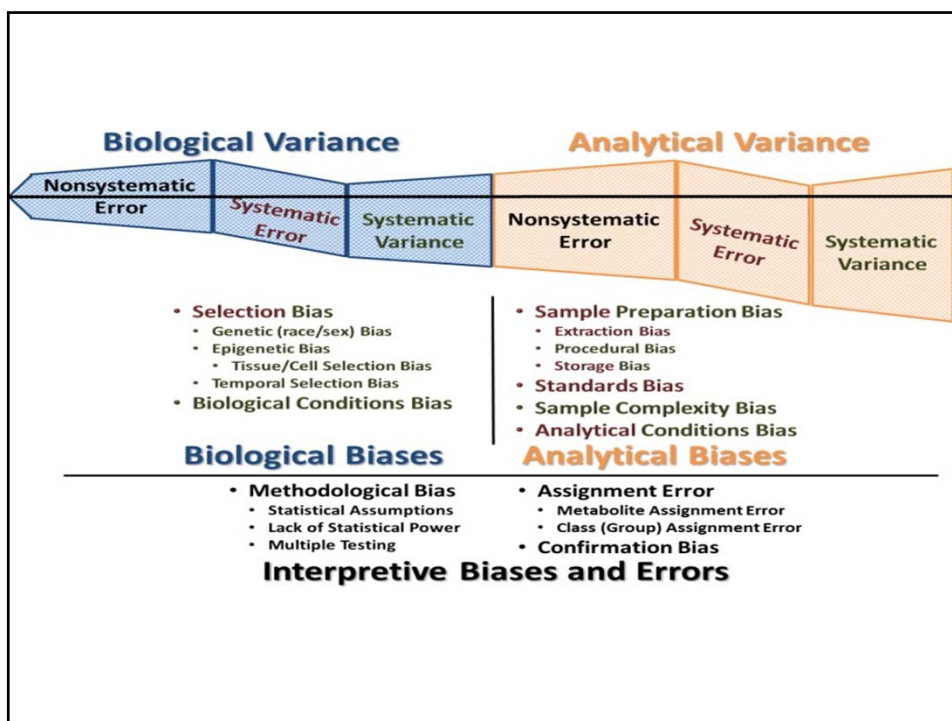 Biological Variance
Analytical Variance
Nonsystematic
Error
Systematic
Error
Systematic
Variance
Nonsystematic
Error
Systematic
Error
Systematic
Variance
• Selection Bias
• Genetic (race/sex) Bias
• Epigenetic Bias
• Tissue/Cell Selection Bias
• Temporal Selection Bias
• Biological Conditions Bias
• Sample Preparation Bias
• Extraction Bias
• Procedural Bias
• Storage Bias
• Standards Bias
• Sample Complexity Bias
• Analytical Conditions Bias
Biological Biases
Analytical Biases
• Methodological Bias
• Statistical Assumptions
• Lack of Statistical Power
• Multiple Testing
• Assignment Error
• Metabolite Assignment Error
• Class (Group) Assignment Error
• Confirmation Bias
Interpretive Biases and Errors